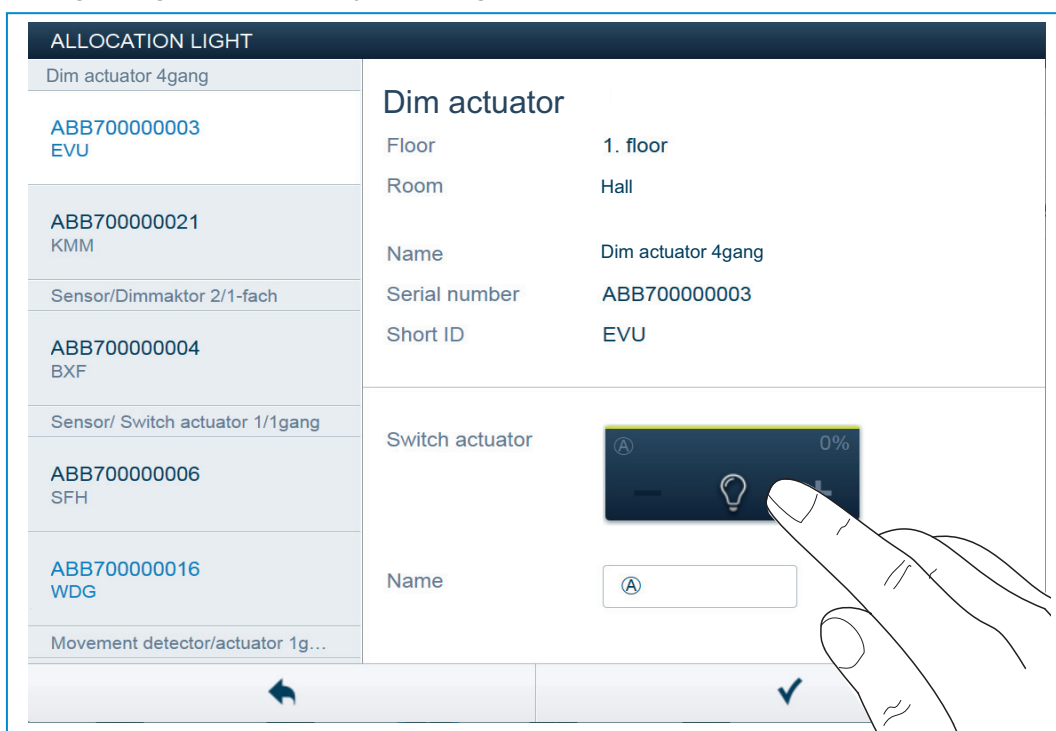 ALLOCATION LIGHT
Dim actuator 4gang
ABB700000003
EVU
ABB700000021
KMM
Sensor/Dimmaktor 2/1-fach
ABB700000004
BXF
Sensor/ Switch actuator 1/1gang
ABB700000006
SFH
ABB700000016
WDG
Movement detector/actuator 1g…
Dim actuator
Floor 1. floor
Room Hall
Name Dim actuator 4gang
Serial number ABB700000003
Short ID EVU
Switch actuator
Ⓐ 0%
Name Ⓐ